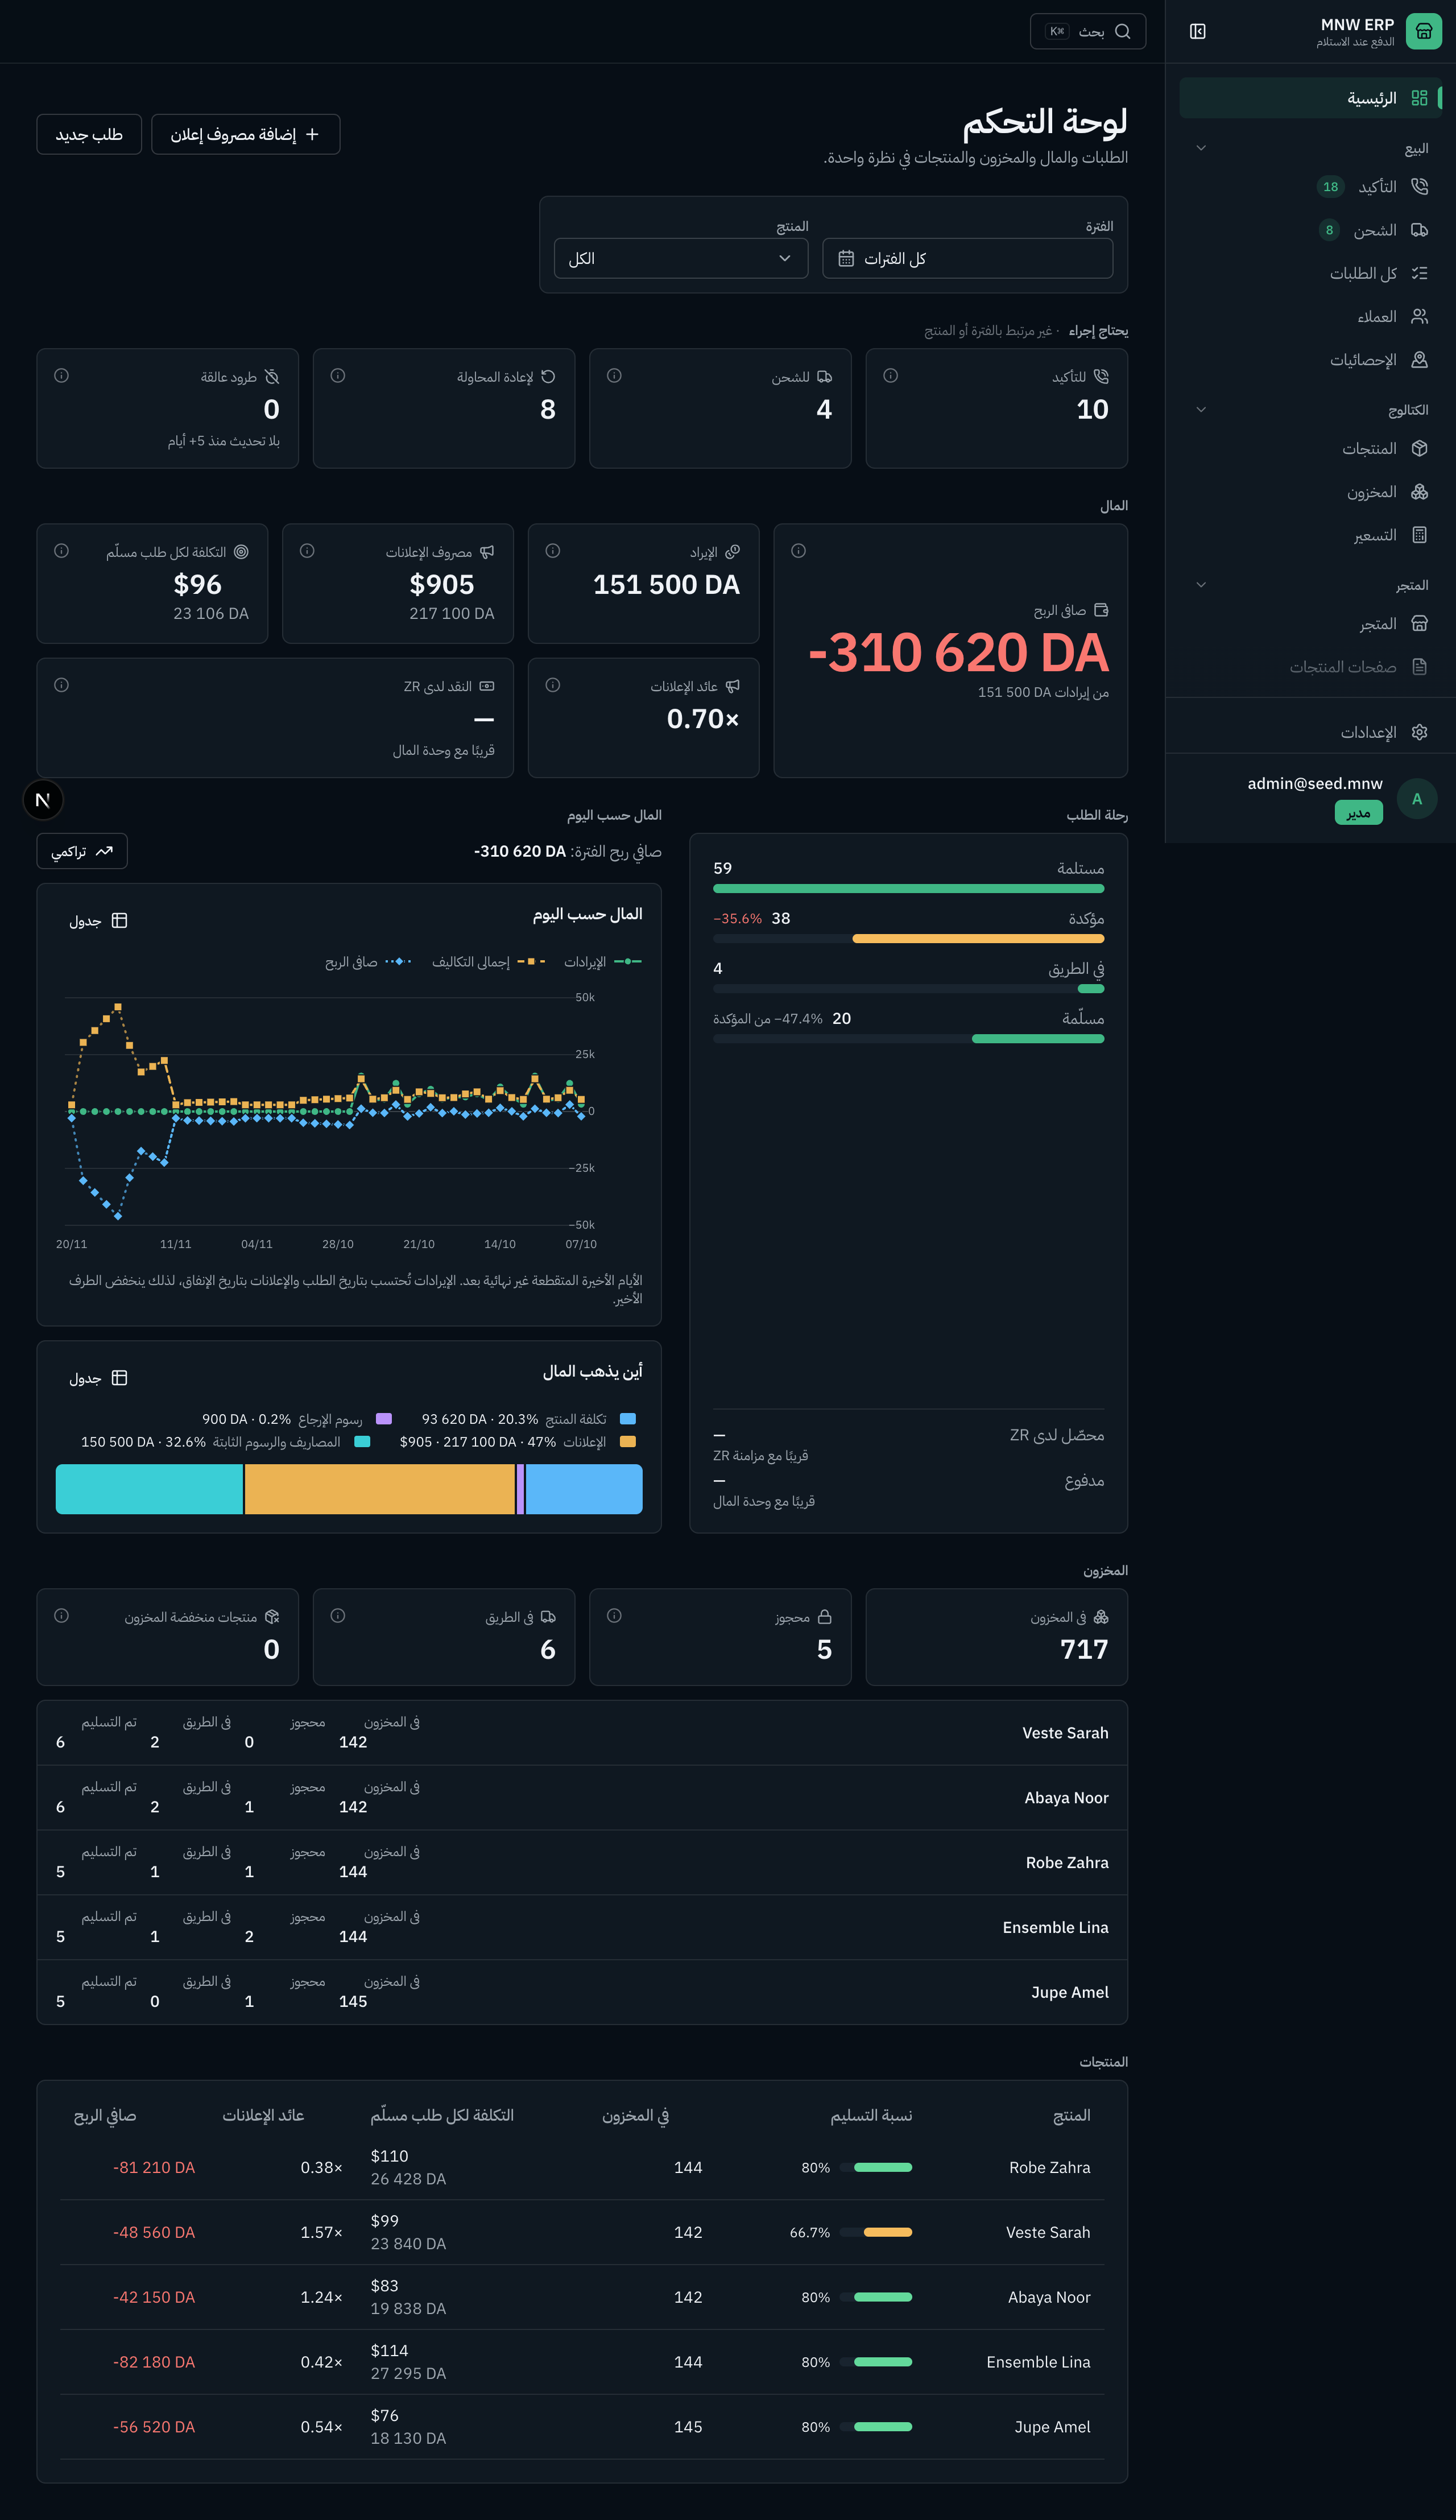 MNW ERP
الدفع عند الاستلام
بحث ⌘K
الرئيسية
البيع
التأكيد 18
الشحن 8
كل الطلبات
العملاء
الإحصائيات
الكتالوج
المنتجات
المخزون
التسعير
المتجر
المتجر
صفحات المنتجات
الإعدادات
admin@seed.mnw
A
مدير
لوحة التحكم
الطلبات والمال والمخزون والمنتجات في نظرة واحدة.
إضافة مصروف إعلان
طلب جديد
الفترة
كل الفترات
المنتج
الكل
يحتاج إجراء · غير مرتبط بالفترة أو المنتج
للتأكيد
10
للشحن
4
لإعادة المحاولة
8
طرود عالقة
0
بلا تحديث منذ 5+ أيام
المال
صافي الربح
-310 620 DA
من إيرادات 151 500 DA
الإيراد
151 500 DA
مصروف الإعلانات
$905
217 100 DA
التكلفة لكل طلب مسلّم
$96
23 106 DA
عائد الإعلانات
0.70×
النقد لدى ZR
—
قريبًا مع وحدة المال
رحلة الطلب
مستلمة 59
مؤكدة 38 −35.6%
في الطريق 4
مسلّمة 20 −47.4% من المؤكدة
محصّل لدى ZR —
قريبًا مع مزامنة ZR
مدفوع —
قريبًا مع وحدة المال
المال حسب اليوم
صافي ربح الفترة: -310 620 DA
تراكمي
المال حسب اليوم
جدول
الإيرادات إجمالي التكاليف صافي الربح
50k
25k
0
−25k
−50k
20/11 11/11 04/11 28/10 21/10 14/10 07/10
الأيام الأخيرة المتقطعة غير نهائية بعد. الإيرادات تُحتسب بتاريخ الطلب والإعلانات بتاريخ الإنفاق، لذلك ينخفض الطرف
الأخير.
أين يذهب المال
جدول
تكلفة المنتج 93 620 DA · 20.3% رسوم الإرجاع 900 DA · 0.2%
الإعلانات $905 · 217 100 DA · 47% المصاريف والرسوم الثابتة 150 500 DA · 32.6%
المخزون
في المخزون
717
محجوز
5
في الطريق
6
منتجات منخفضة المخزون
0
Veste Sarah
في المخزون محجوز في الطريق تم التسليم
142 0 2 6
Abaya Noor
في المخزون محجوز في الطريق تم التسليم
142 1 2 6
Robe Zahra
في المخزون محجوز في الطريق تم التسليم
144 1 1 5
Ensemble Lina
في المخزون محجوز في الطريق تم التسليم
144 2 1 5
Jupe Amel
في المخزون محجوز في الطريق تم التسليم
145 1 0 5
المنتجات
المنتج نسبة التسليم في المخزون التكلفة لكل طلب مسلّم عائد الإعلانات صافي الربح
Robe Zahra 80% 144 $110 0.38× -81 210 DA
26 428 DA
Veste Sarah 66.7% 142 $99 1.57× -48 560 DA
23 840 DA
Abaya Noor 80% 142 $83 1.24× -42 150 DA
19 838 DA
Ensemble Lina 80% 144 $114 0.42× -82 180 DA
27 295 DA
Jupe Amel 80% 145 $76 0.54× -56 520 DA
18 130 DA